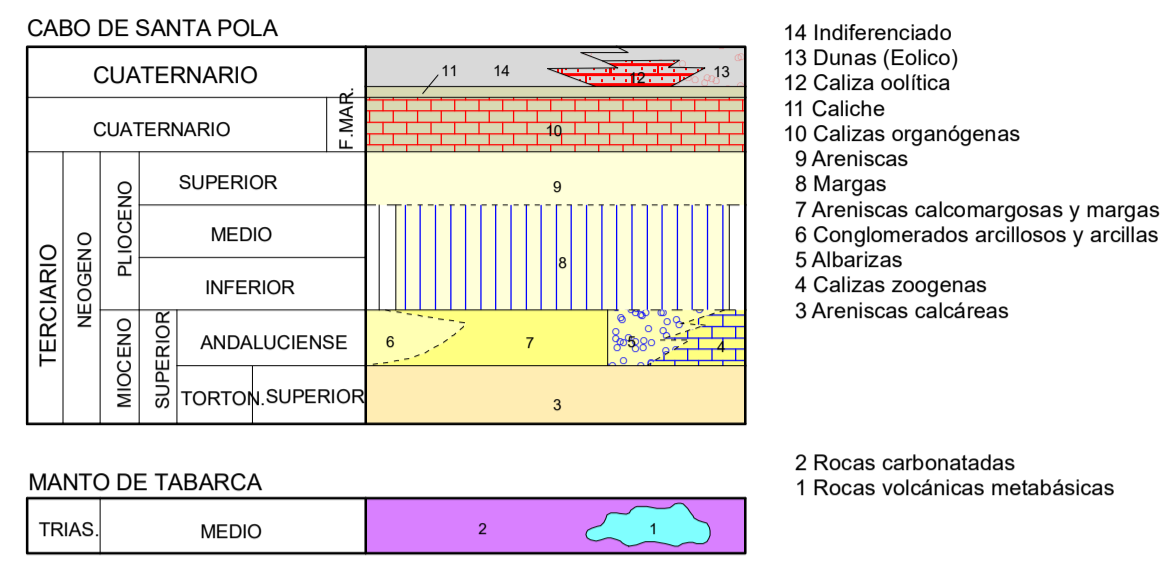 CABO DE SANTA POLA
CUATERNARIO
11
14
12
13
CUATERNARIO
F.MAR.
10
TERCIARIO
NEOGENO
PLIOCENO
SUPERIOR
9
MEDIO
INFERIOR
8
MIOCENO
SUPERIOR
ANDALUCIENSE
6
7
5
4
TORTON.
SUPERIOR
3
14 Indiferenciado
13 Dunas (Eolico)
12 Caliza oolítica
11 Caliche
10 Calizas organógenas
9 Areniscas
8 Margas
7 Areniscas calcomargosas y margas
6 Conglomerados arcillosos y arcillas
5 Albarizas
4 Calizas zoogenas
3 Areniscas calcáreas
MANTO DE TABARCA
TRIAS.
MEDIO
2
1
2 Rocas carbonatadas
1 Rocas volcánicas metabásicas